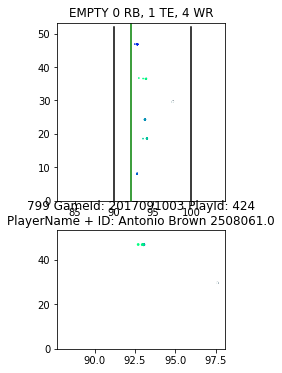 EMPTY 0 RB, 1 TE, 4 WR
50
40
30
20
10
0
85 90 95 100
799 GameId: 2017091003 PlayId: 424
PlayerName + ID: Antonio Brown 2508061.0
40
20
0
90.0 92.5 95.0 97.5